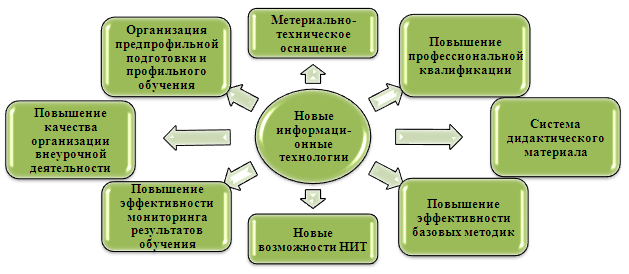 Организация
предпрофильной
подготовки и
профильного
обучения
Метериально-
техническое
оснащение
Повышение
профессиональной
квалификации
Повышение
качества
организации
внеурочной
деятельности
Новые
информаци-
онные
технологии
Система
дидактического
материала
Повышение
эффективности
мониторинга
результатов
обучения
Новые
возможности НИТ
Повышение
эффективности
базовых методик